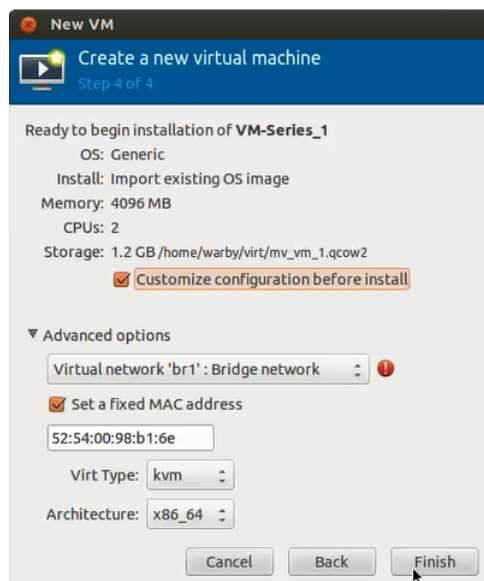 New VM
Create a new virtual machine
Step 4 of 4
Ready to begin installation of VM-Series_1
OS: Generic
Install: Import existing OS image
Memory: 4096 MB
CPUs: 2
Storage: 1.2 GB /home/warby/virt/mv_vm_1.qcow2
Customize configuration before install
Advanced options
Virtual network 'br1' : Bridge network
Set a fixed MAC address
52:54:00:98:b1:6e
Virt Type: kvm
Architecture: x86_64
Cancel Back Finish